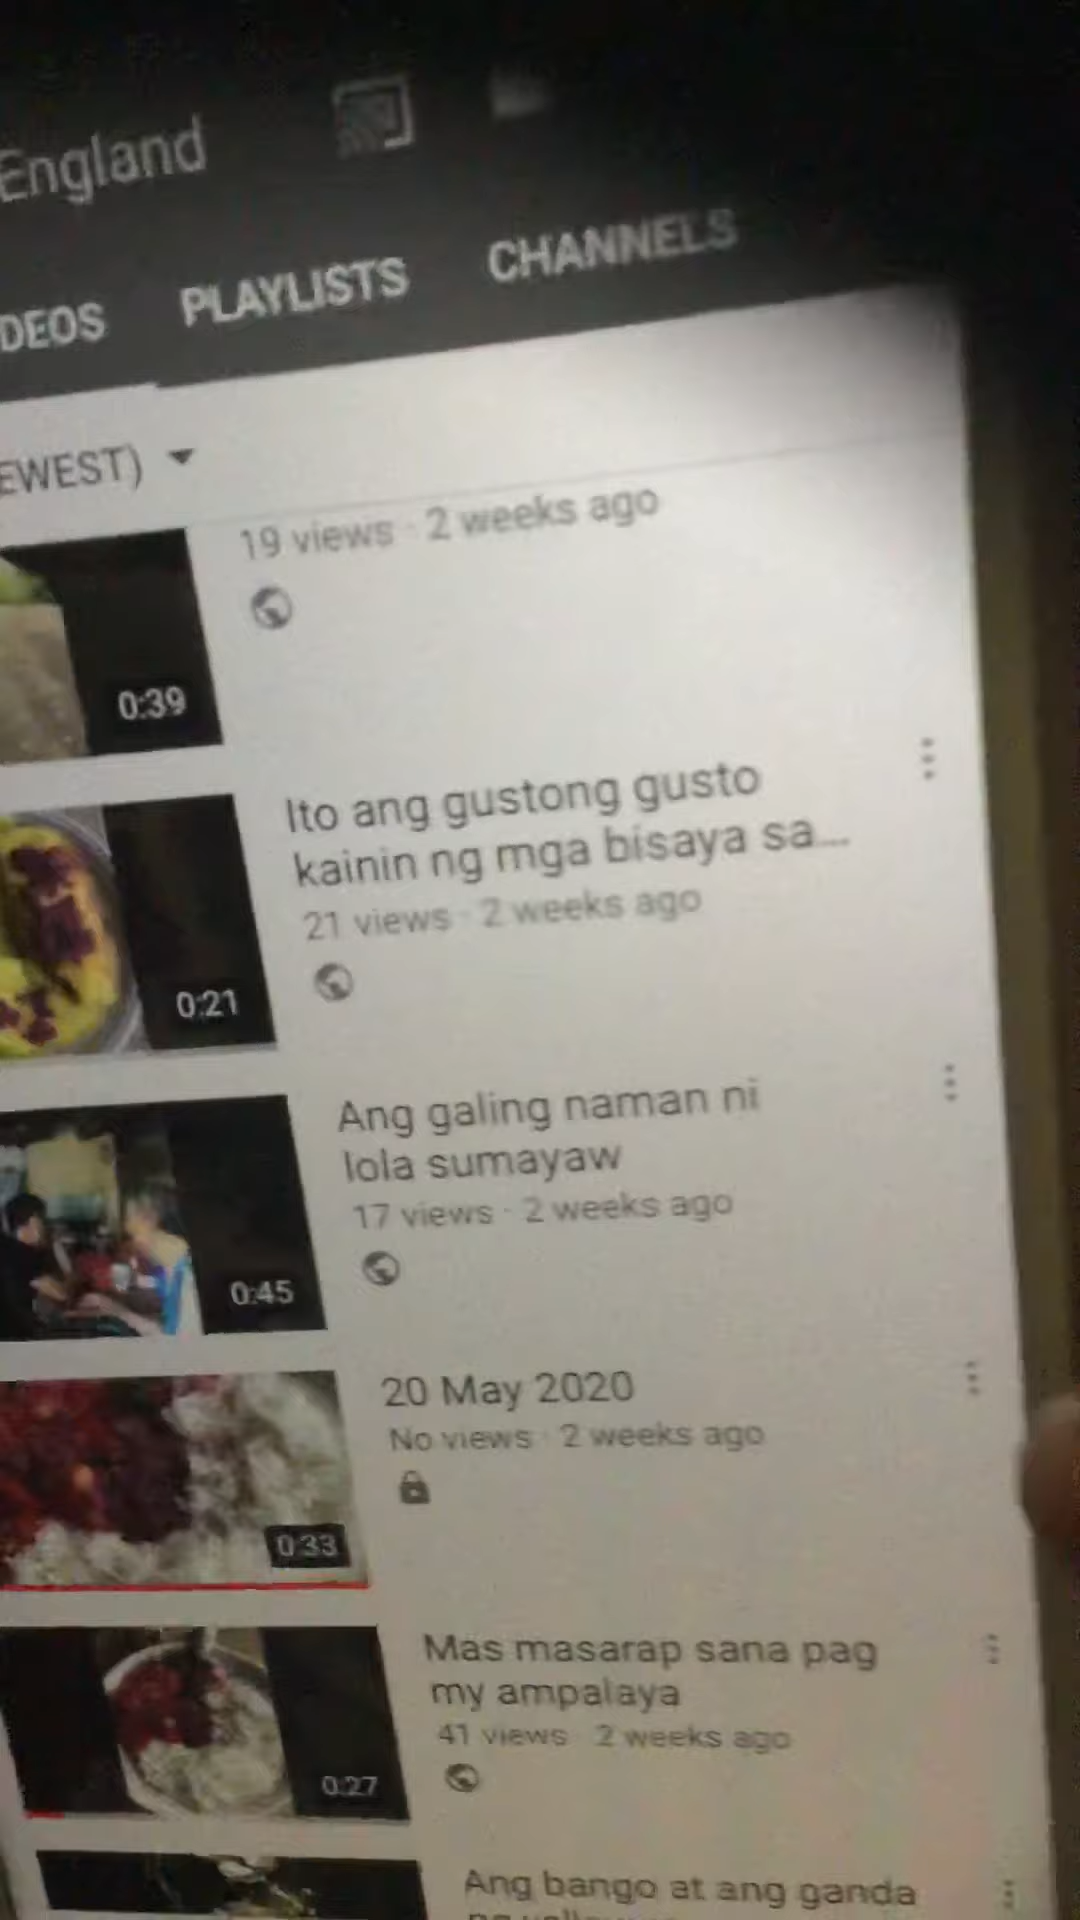 England
DEOS PLAYLISTS CHANNELS
EWEST)
19 views · 2 weeks ago
0:39
Ito ang gustong gusto
kainin ng mga bisaya sa...
21 views · 2 weeks ago
0:21
Ang galing naman ni
lola sumayaw
17 views · 2 weeks ago
0:45
20 May 2020
No views · 2 weeks ago
0:33
Mas masarap sana pag
my ampalaya
41 views · 2 weeks ago
0:27
Ang bango at ang ganda